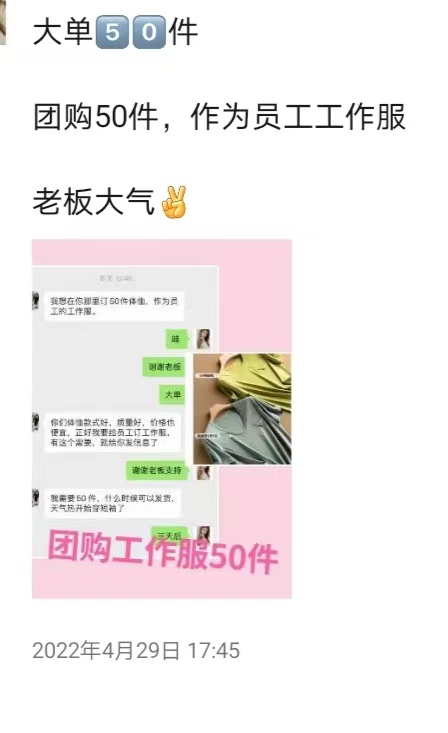 大单5️⃣0️⃣件
团购50件，作为员工工作服
老板大气✌
我想在你那里订50件体恤，作为员
工的工作服。
哇
谢谢老板
大单
你们体恤款式好，质量好，价格也
便宜，正好我要给员工订工作服，
有这个需要，就给你发信息了
谢谢老板支持
我需要50件，什么时候可以发货，
天气热开始穿短袖了
三天后
团购工作服50件
2022年4月29日 17:45